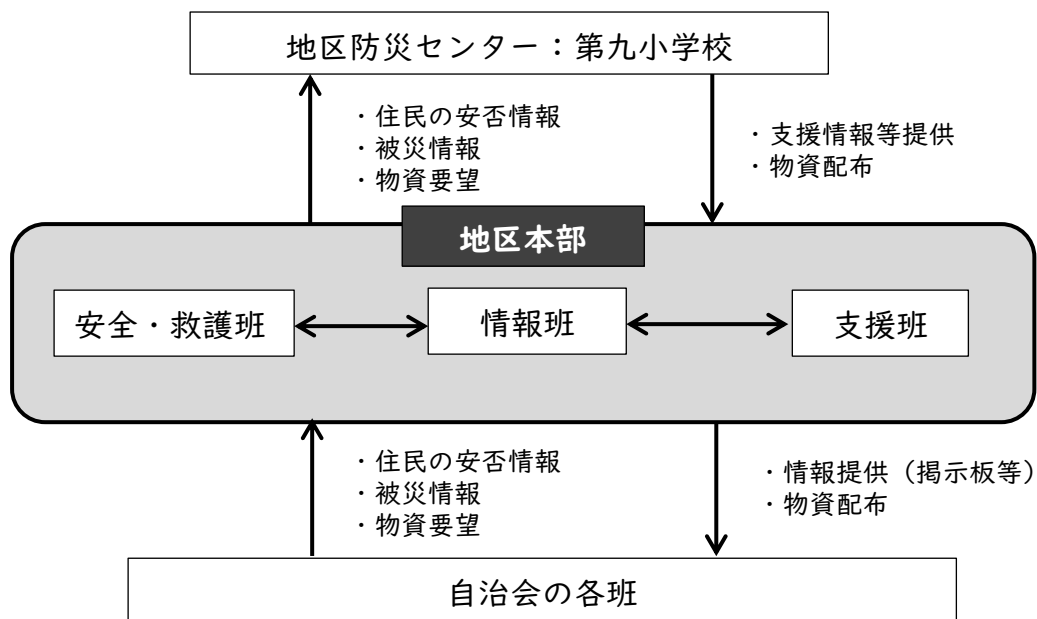 地区防災センター：第九小学校
・住民の安否情報
・被災情報
・物資要望
・支援情報等提供
・物資配布
地区本部
安全・救護班
情報班
支援班
・住民の安否情報
・被災情報
・物資要望
・情報提供（掲示板等）
・物資配布
自治会の各班